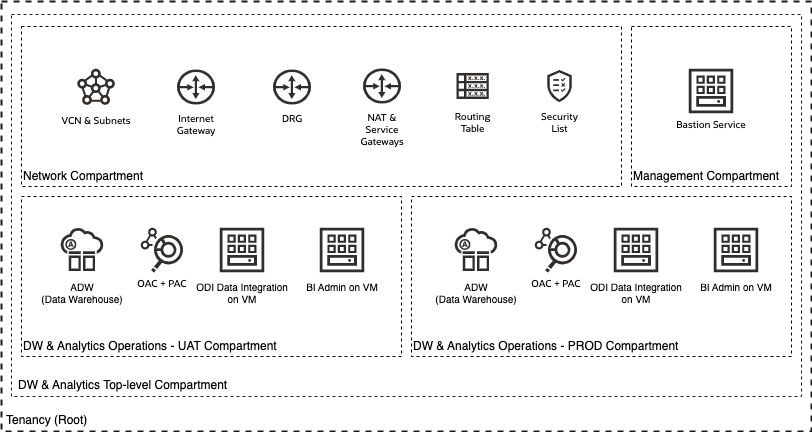 VCN & Subnets
Internet
Gateway
DRG
NAT &
Service
Gateways
Routing
Table
X.X.X.
X.X.X.
X.X.X.
Security
List
Network Compartment
Bastion Service
Management Compartment
A
ADW
(Data Warehouse)
OAC + PAC
ODI Data Integration
on VM
BI Admin on VM
DW & Analytics Operations - UAT Compartment
A
ADW
(Data Warehouse)
OAC + PAC
ODI Data Integration
on VM
BI Admin on VM
DW & Analytics Operations - PROD Compartment
DW & Analytics Top-level Compartment
Tenancy (Root)